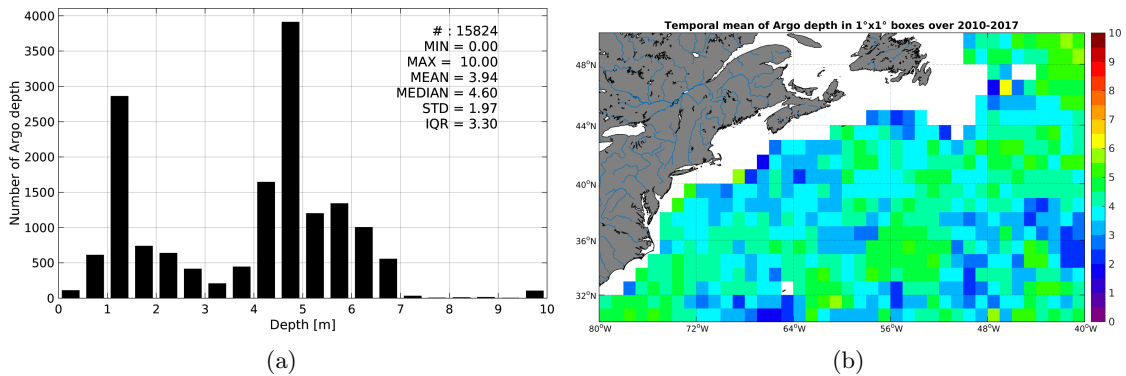 4000
3500
3000
2500
2000
1500
1000
500
0
Number of Argo depth
# : 15824
MIN = 0.00
MAX = 10.00
MEAN = 3.94
MEDIAN = 4.60
STD = 1.97
IQR = 3.30
0 1 2 3 4 5 6 7 8 9 10
Depth [m]
(a)
Temporal mean of Argo depth in 1°x1° boxes over 2010-2017
48°N
44°N
40°N
36°N
32°N
80°W 72°W 64°W 56°W 48°W 40°W
10
9
8
7
6
5
4
3
2
1
0
(b)